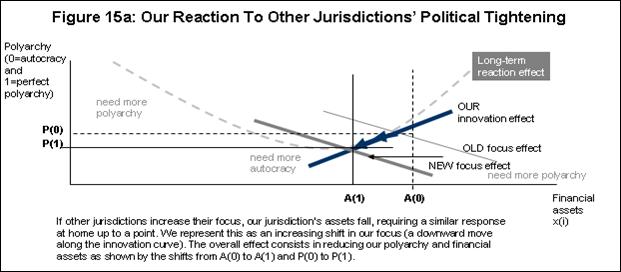 Figure 15a: Our Reaction To Other Jurisdictions' Political Tightening
Polyarchy
(0=autocracy
and
1=perfect
polyarchy)
Long-term
reaction effect
need more
polyarchy
OUR
innovation effect
P(0)
P(1)
OLD focus effect
need more
autocracy
NEW focus effect
need more polyarchy
A(1)
A(0)
Financial
assets
x(i)
If other jurisdictions increase their focus, our jurisdiction's assets fall, requiring a similar response
at home up to a point. We represent this as an increasing shift in our focus (a downward move
along the innovation curve). The overall effect consists in reducing our polyarchy and financial
assets as shown by the shifts from A(0) to A(1) and P(0) to P(1).